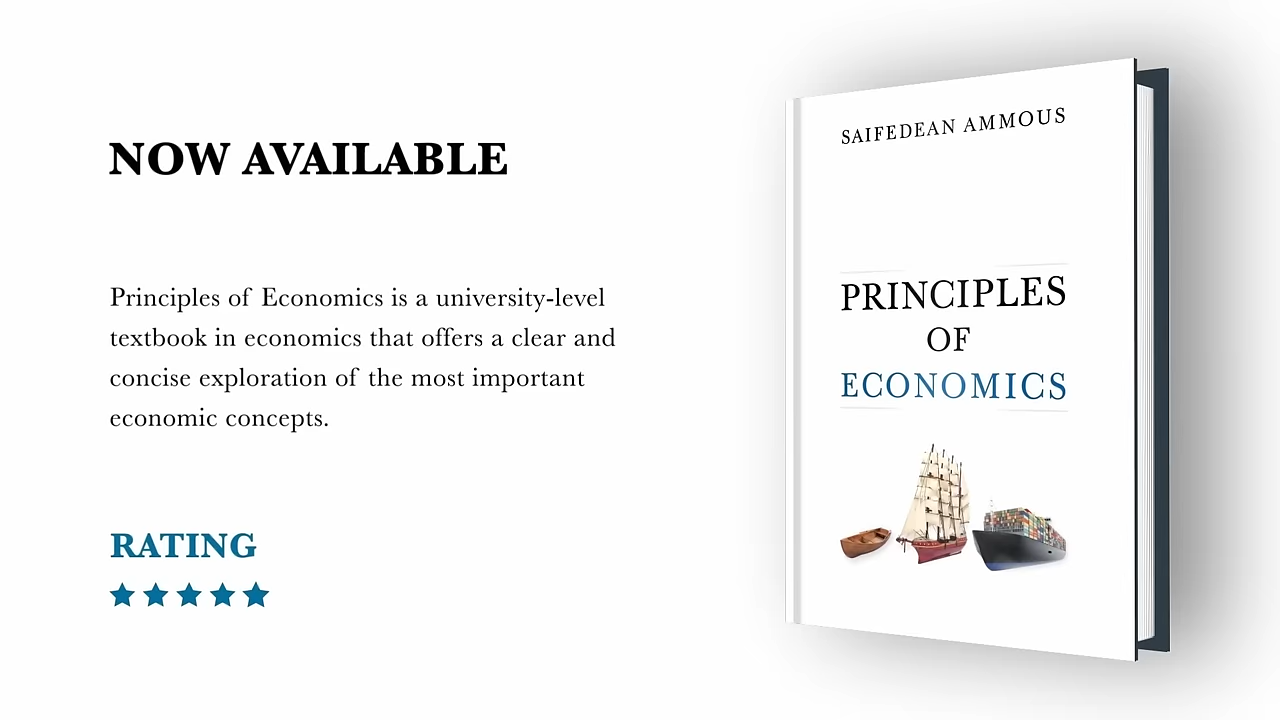 NOW AVAILABLE
Principles of Economics is a university-level
textbook in economics that offers a clear and
concise exploration of the most important
economic concepts.
RATING
SAIFEDEAN AMMOUS
PRINCIPLES
OF
ECONOMICS